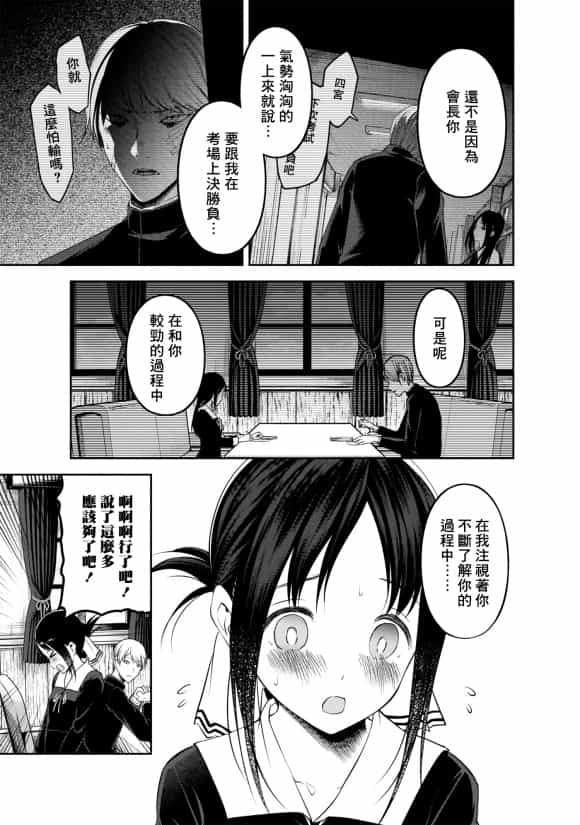 還不是因為
會長你
四宮
下次考試
負吧
氣勢洶洶的
一上來就說…
要跟我在
考場上決勝負…
你就
這麼怕輸嗎？
可是呢
在和你
較勁的過程中
在我注視著你
不斷了解你的
過程中……
啊啊啊行了吧！
說了這麼多
應該夠了吧！